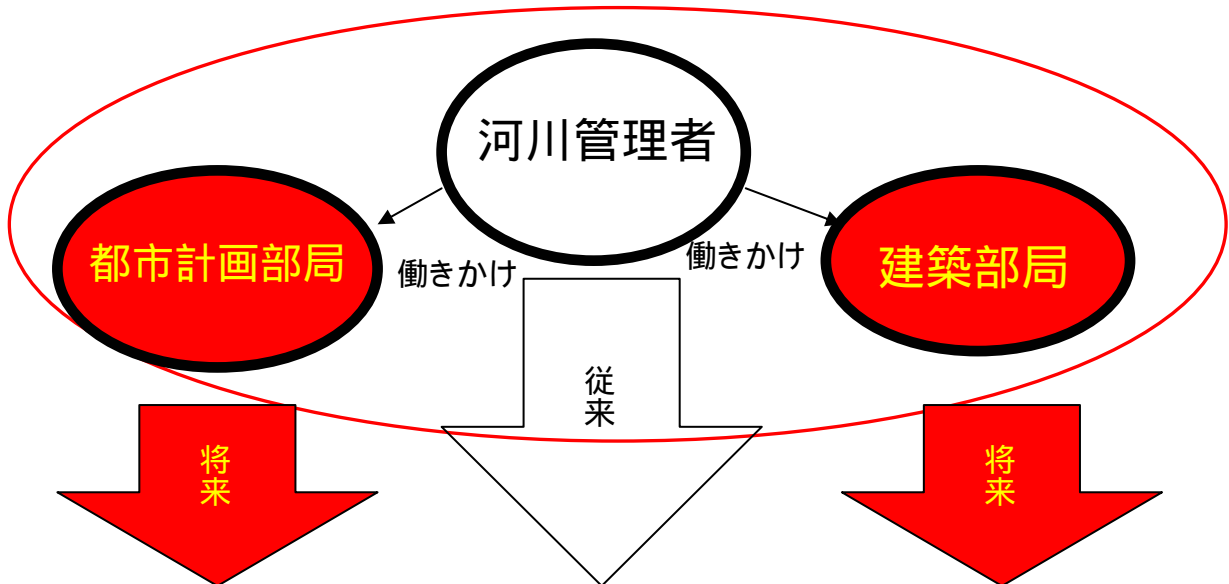 河川管理者
都市計画部局
働きかけ
働きかけ
建築部局
従来
将来
将来